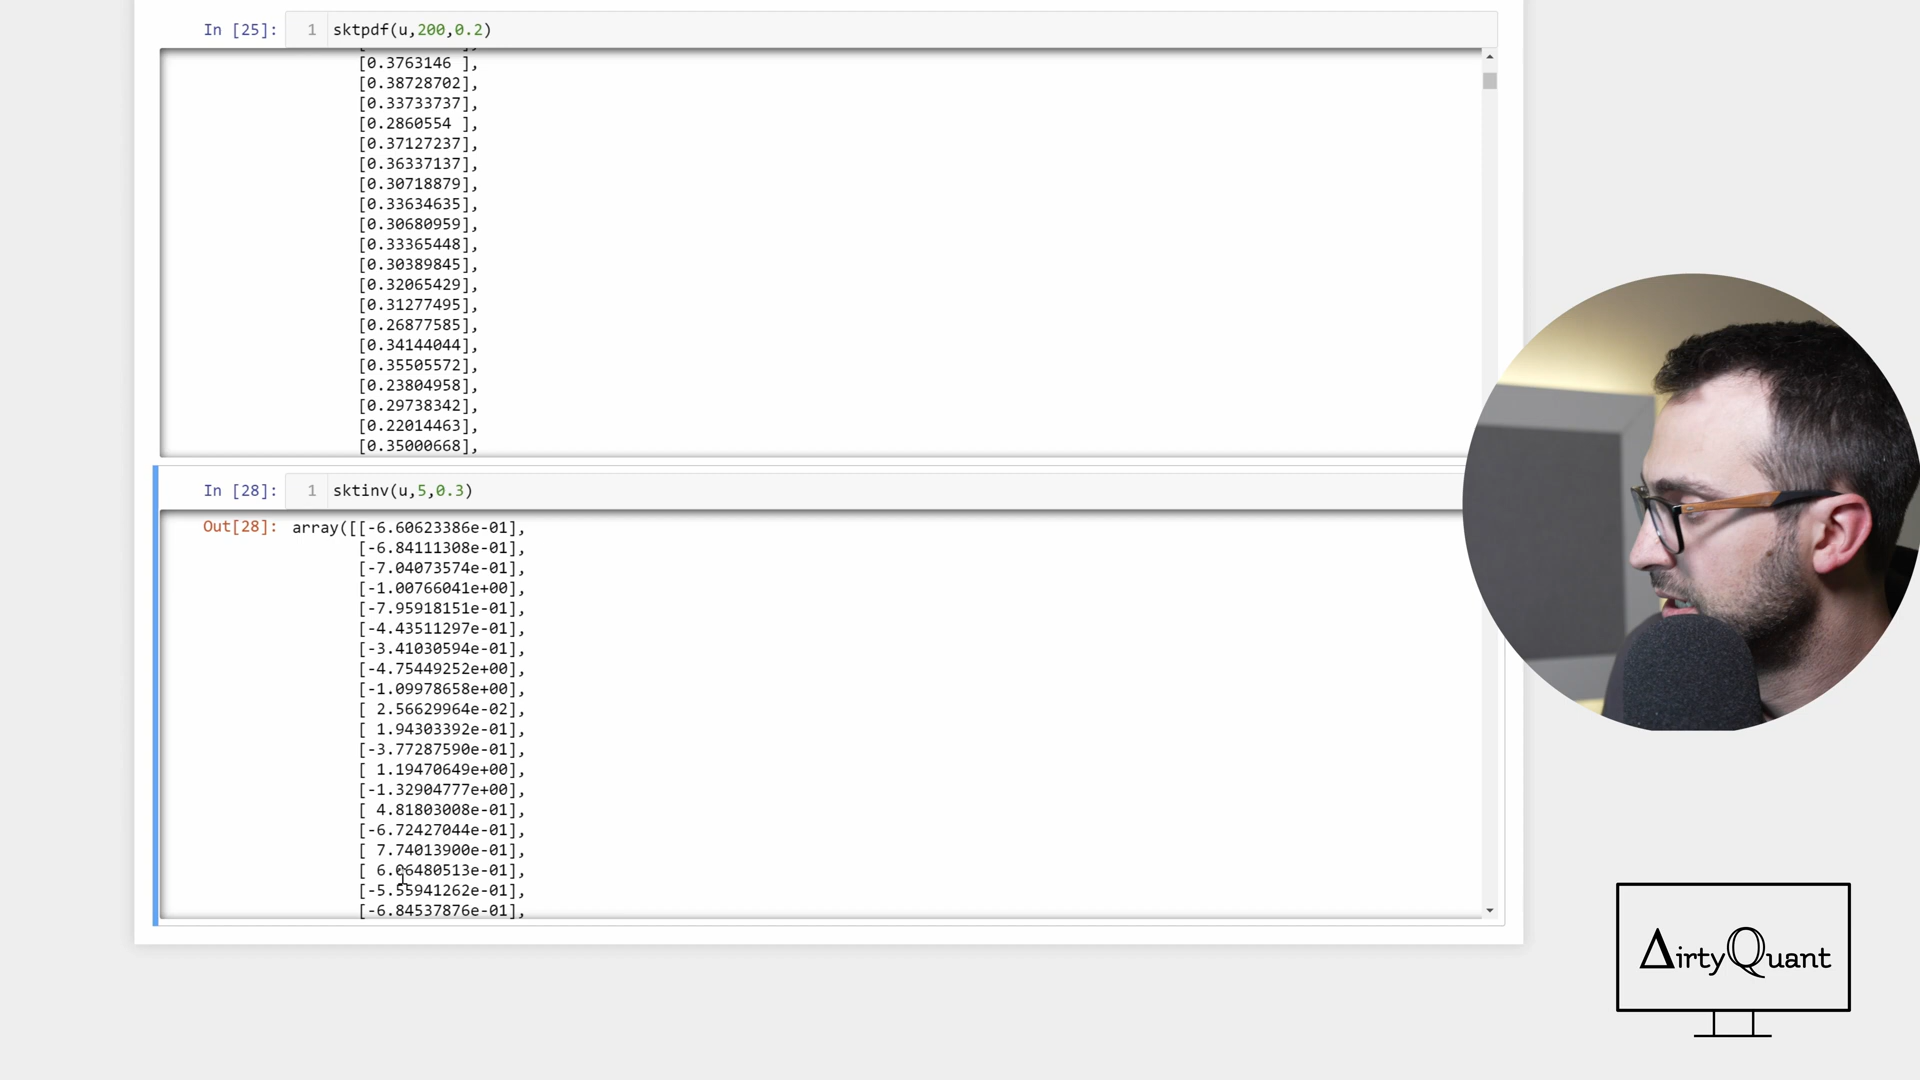 In [25]: 1 sktpdf(u,200,0.2)
[0.3763146 ],
[0.38728702],
[0.33733737],
[0.2860554 ],
[0.37127237],
[0.36337137],
[0.30718879],
[0.33634635],
[0.30680959],
[0.33365448],
[0.30389845],
[0.32065429],
[0.31277495],
[0.26877585],
[0.34144044],
[0.35505572],
[0.23804958],
[0.29738342],
[0.22014463],
[0.35000668],
In [28]: 1 sktinv(u,5,0.3)
Out[28]: array([[-6.60623386e-01],
[-6.84111308e-01],
[-7.04073574e-01],
[-1.00766041e+00],
[-7.95918151e-01],
[-4.43511297e-01],
[-3.41030594e-01],
[-4.75449252e+00],
[-1.09978658e+00],
[ 2.56629964e-02],
[ 1.94303392e-01],
[-3.77287590e-01],
[ 1.19470649e+00],
[-1.32904777e+00],
[ 4.81803008e-01],
[-6.72427044e-01],
[ 7.74013900e-01],
[ 6.06480513e-01],
[-5.55941262e-01],
[-6.84537876e-01],
ΔirtyQuant